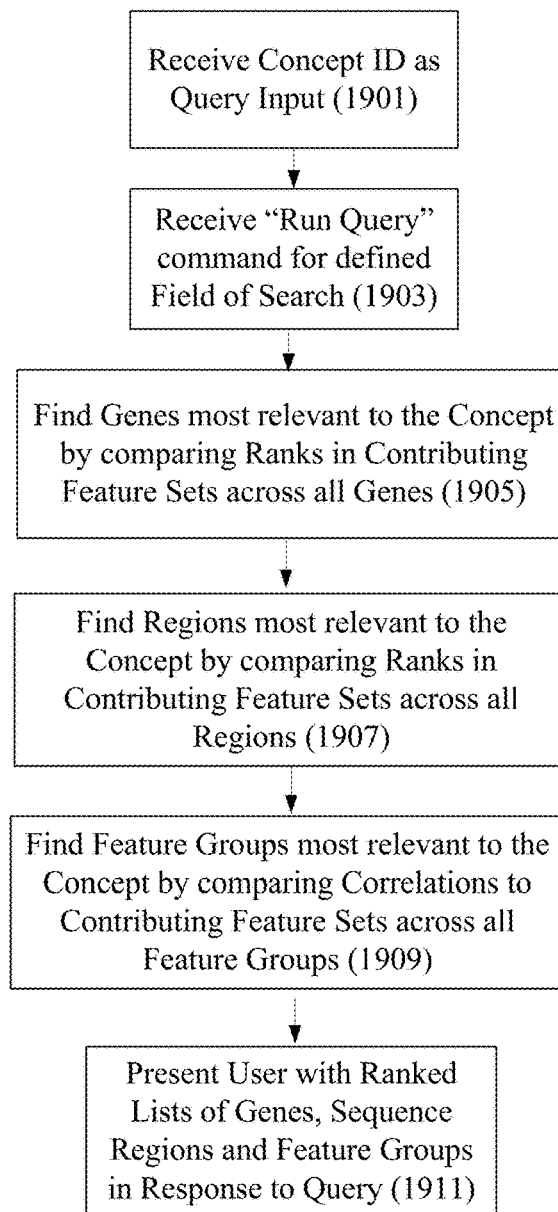 Receive Concept ID as
Query Input (1901)
Receive “Run Query”
command for defined
Field of Search (1903)
Find Genes most relevant to the Concept
by comparing Ranks in Contributing
Feature Sets across all Genes (1905)
Find Regions most relevant to the
Concept by comparing Ranks in
Contributing Feature Sets across all
Regions (1907)
Find Feature Groups most relevant to the
Concept by comparing Correlations to
Contributing Feature Sets across all
Feature Groups (1909)
Present User with Ranked
Lists of Genes, Sequence
Regions and Feature Groups
in Response to Query (1911)